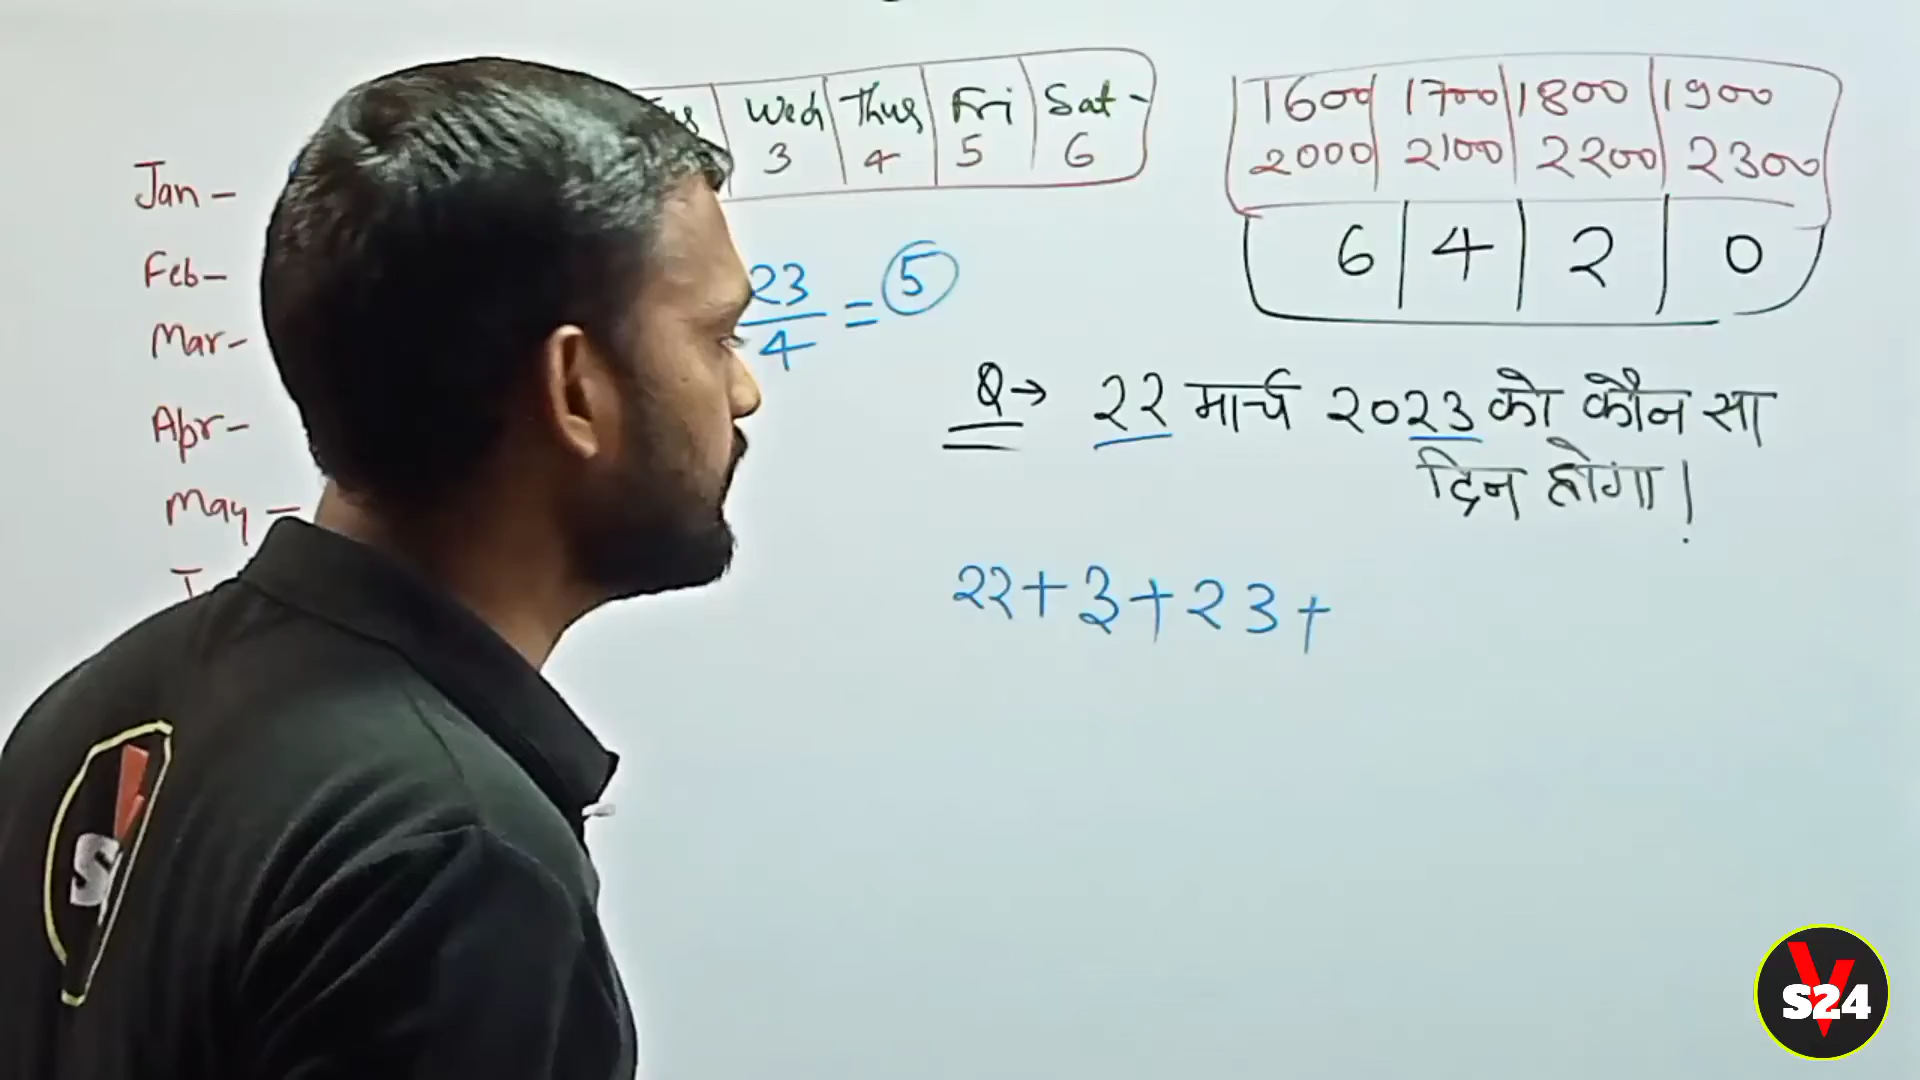 Wed Thus Fri Sat-
3 4 5 6
1600 1700 1800 1900
2000 2100 2200 2300
6 4 2 0
Jan -
Feb-
Mar-
Apr-
May -
23
4
= 5
Q→ 22 मार्च 2023 को कौन सा
दिन होगा!
22+3+23+
S
VS24